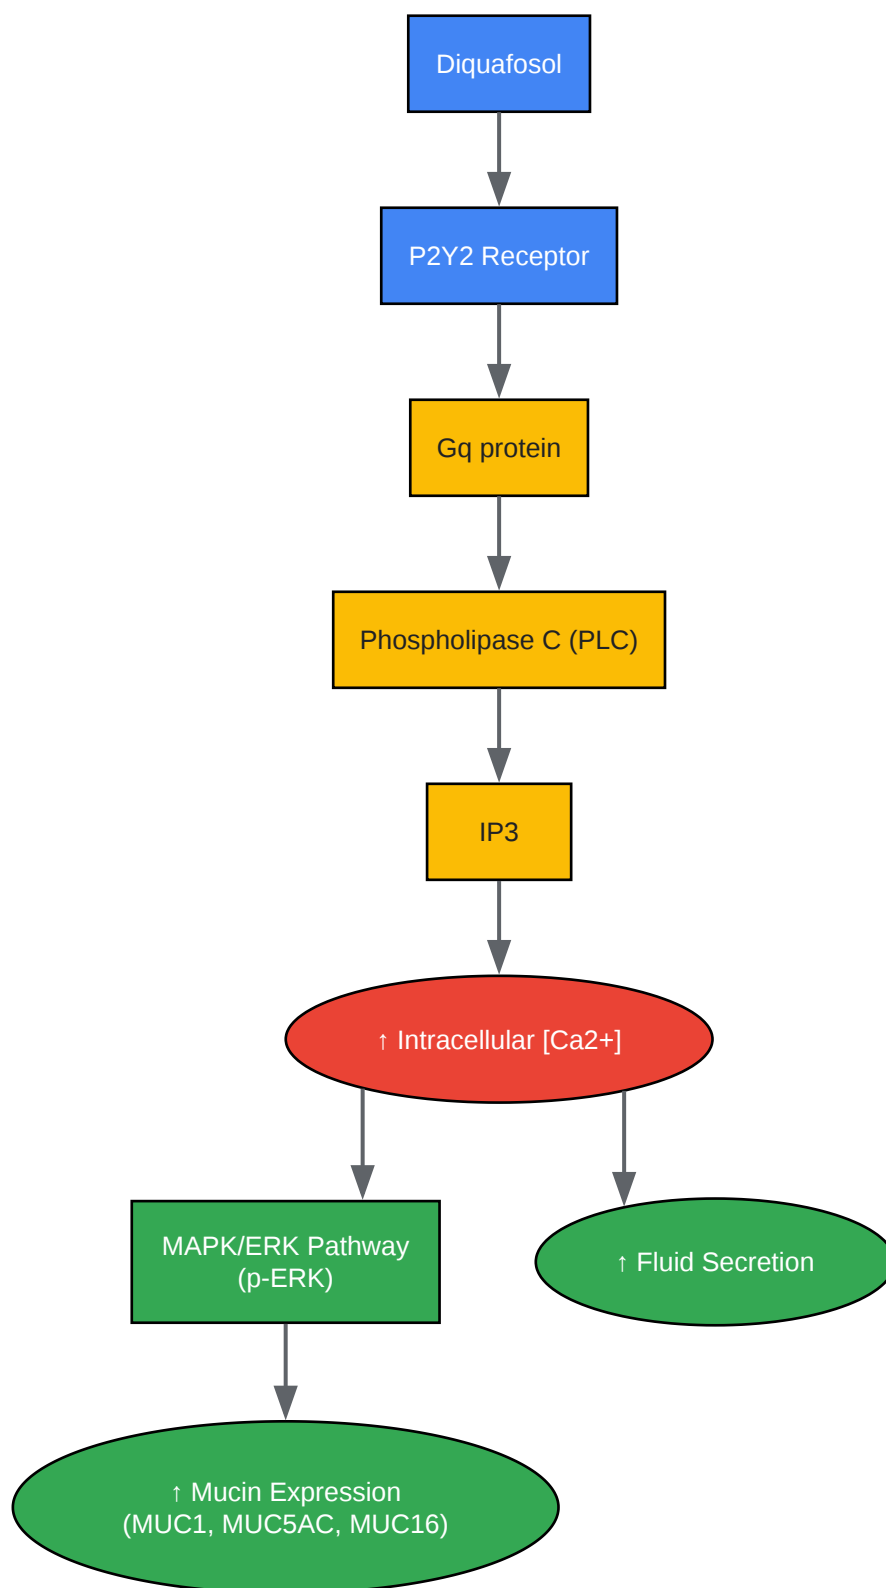 Diquafosol
P2Y2 Receptor
Gq protein
Phospholipase C (PLC)
IP3
↑ Intracellular [Ca2+]
MAPK/ERK Pathway
(p-ERK)
↑ Fluid Secretion
↑ Mucin Expression
(MUC1, MUC5AC, MUC16)